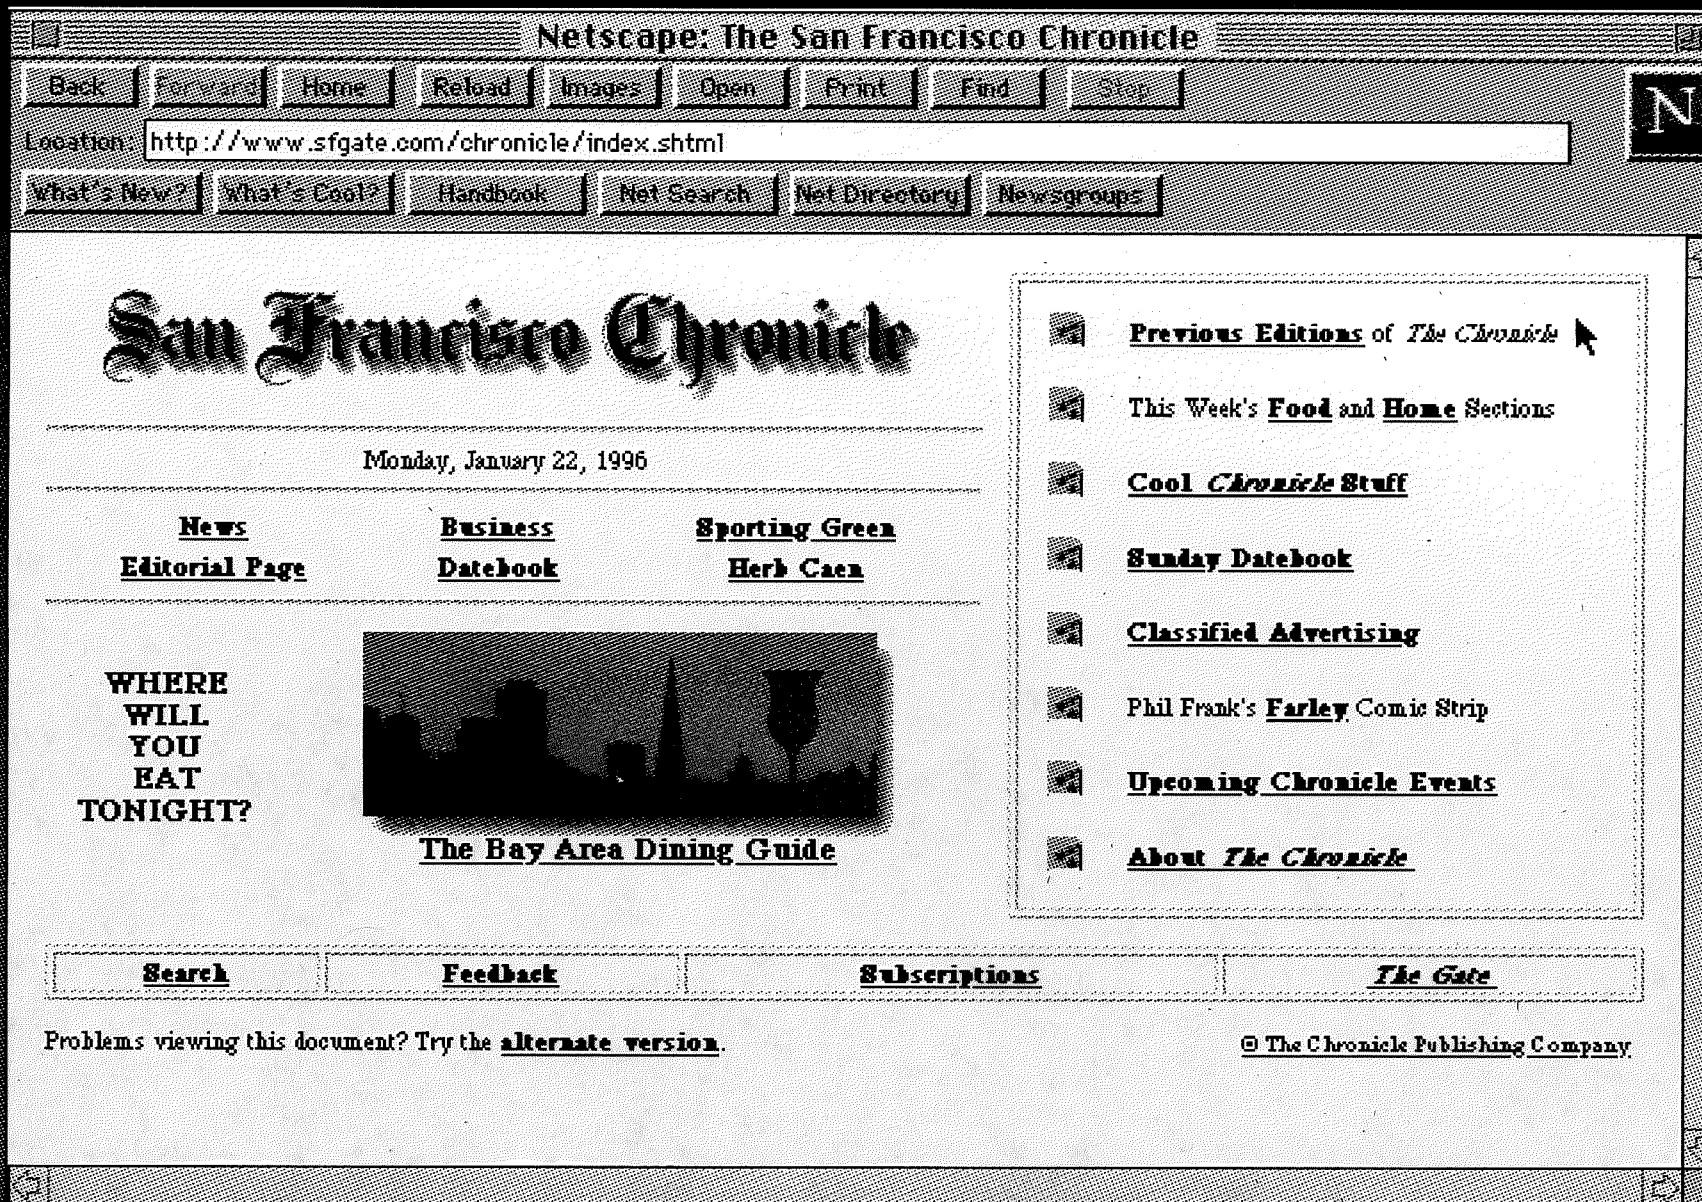 Netscape: The San Francisco Chronicle
Back Forward Home Reload Images Open Print Find Stop
N
Location: http://www.sfgate.com/chronicle/index.shtml
What's New? What's Cool? Handbook Net Search Net Directory Newsgroups
San Francisco Chronicle
Monday, January 22, 1996
News Business Sporting Green
Editorial Page Datebook Herb Caen
WHERE
WILL
YOU
EAT
TONIGHT?
The Bay Area Dining Guide
Previous Editions of The Chronicle
This Week's Food and Home Sections
Cool Chronicle Stuff
Sunday Datebook
Classified Advertising
Phil Frank's Farley Comic Strip
Upcoming Chronicle Events
About The Chronicle
Search Feedback Subscriptions The Gate
Problems viewing this document? Try the alternate version.
© The Chronicle Publishing Company